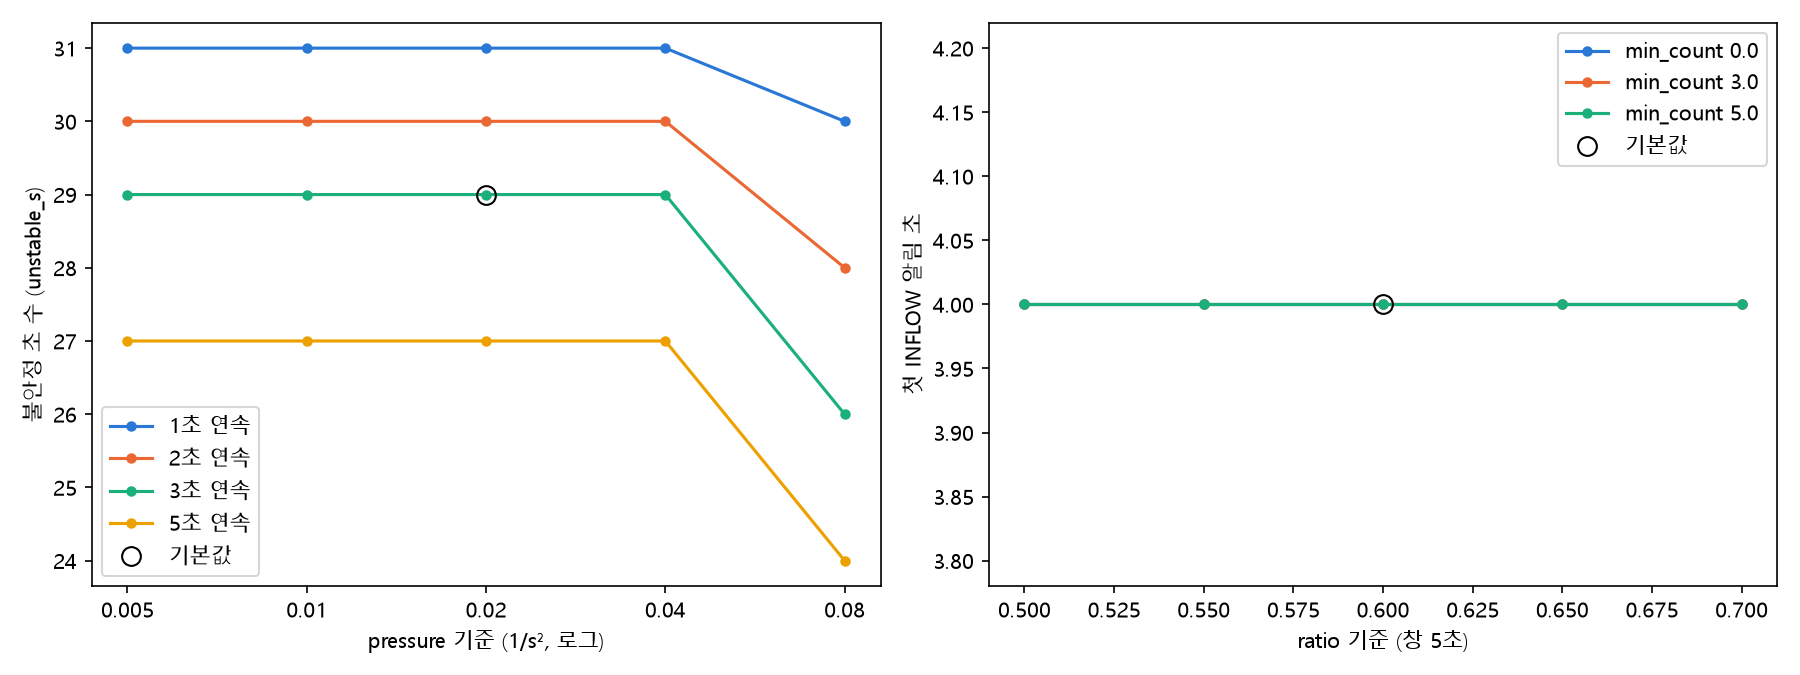 31
30
29
28
27
26
25
24
불안정 초 수 (unstable_s)
1초 연속
2초 연속
3초 연속
5초 연속
기본값
0.005
0.01
0.02
0.04
0.08
pressure 기준 (1/s², 로그)
4.20
4.15
4.10
4.05
4.00
3.95
3.90
3.85
3.80
첫 INFLOW 알림 초
min_count 0.0
min_count 3.0
min_count 5.0
기본값
0.500
0.525
0.550
0.575
0.600
0.625
0.650
0.675
0.700
ratio 기준 (창 5초)